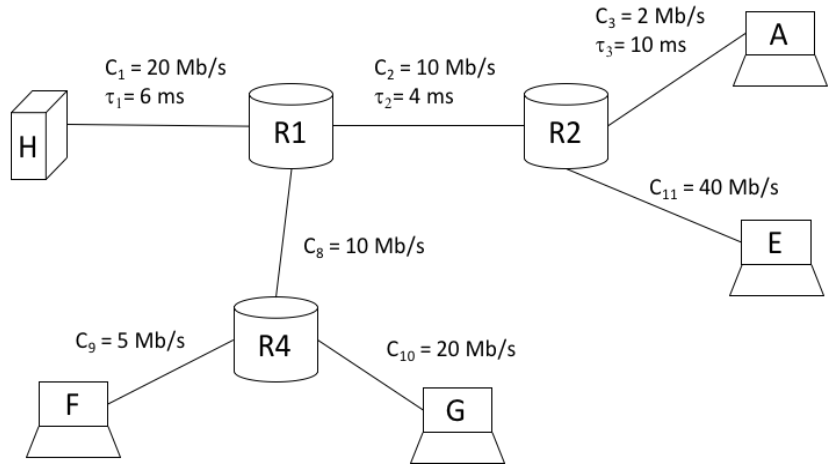 C₃ = 2 Mb/s
τ₃= 10 ms
A
C₁ = 20 Mb/s
τ₁= 6 ms
C₂ = 10 Mb/s
τ₂= 4 ms
H
R1
R2
C₁₁ = 40 Mb/s
E
C₈ = 10 Mb/s
C₉ = 5 Mb/s
R4
C₁₀ = 20 Mb/s
F
G